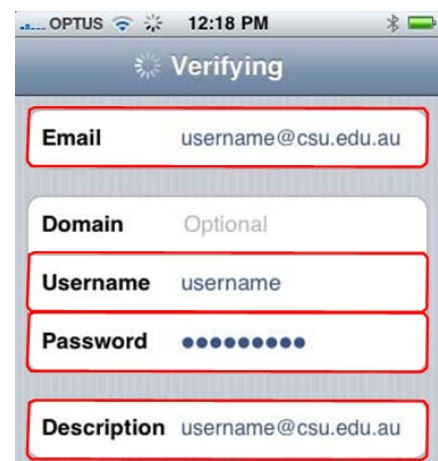 OPTUS 12:18 PM
Verifying
Email username@csu.edu.au
Domain Optional
Username username
Password ●●●●●●●●●
Description username@csu.edu.au